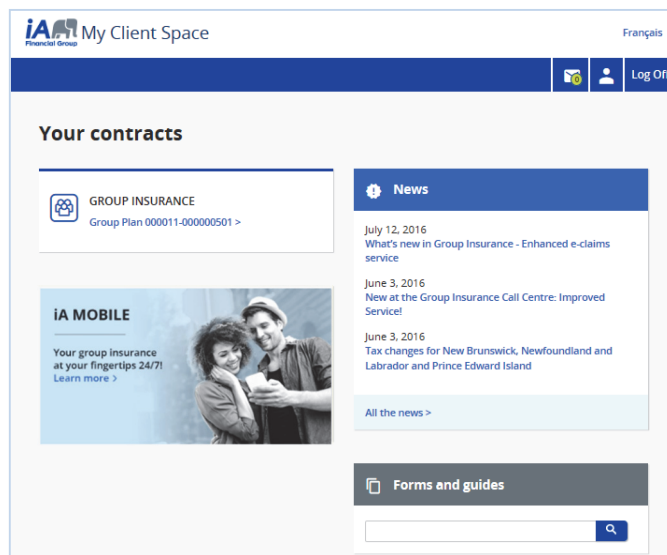 iA
Financial Group
My Client Space
Français
0
Log Off
Your contracts
GROUP INSURANCE
Group Plan 000011-000000501 >
iA MOBILE
Your group insurance
at your fingertips 24/7!
Learn more >
News
July 12, 2016
What's new in Group Insurance - Enhanced e-claims
service
June 3, 2016
New at the Group Insurance Call Centre: Improved
Service!
June 3, 2016
Tax changes for New Brunswick, Newfoundland and
Labrador and Prince Edward Island
All the news >
Forms and guides